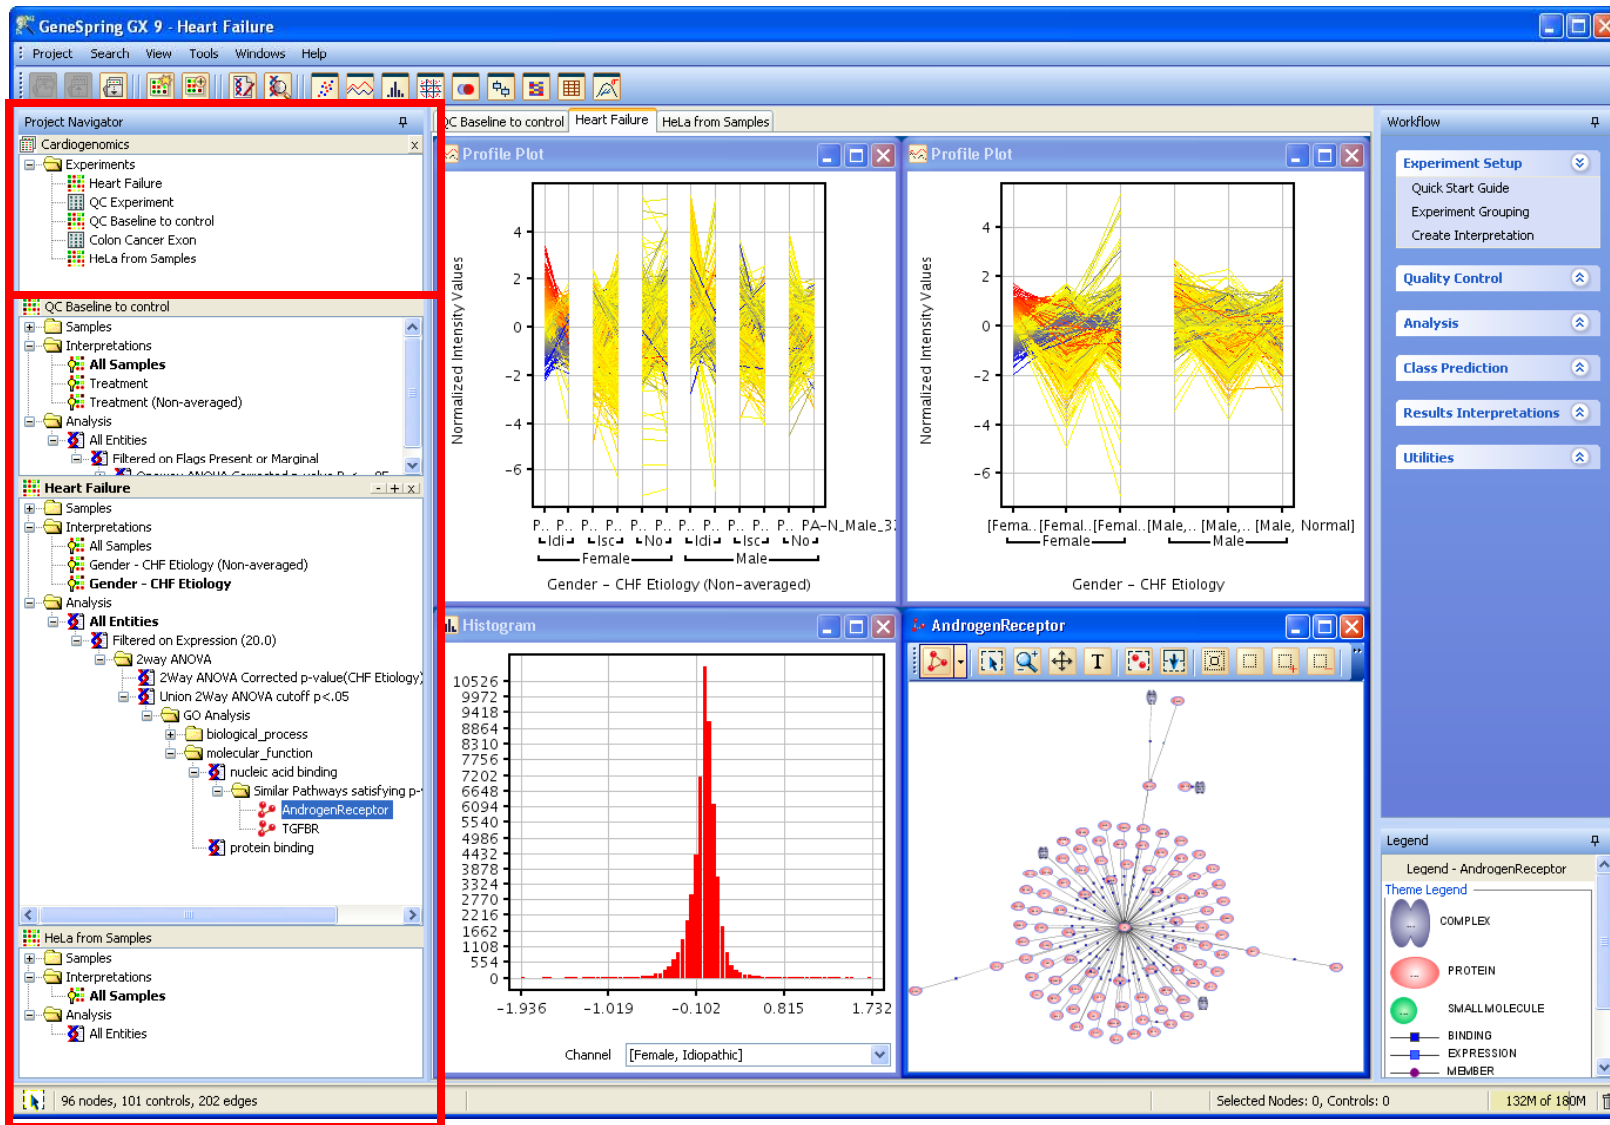 GeneSpring GX 9 - Heart Failure
Project Search View Tools Windows Help
Project Navigator
Cardiogenomics x
Experiments
Heart Failure
QC Experiment
QC Baseline to control
Colon Cancer Exon
HeLa from Samples
QC Baseline to control
Samples
Interpretations
All Samples
Treatment
Treatment (Non-averaged)
Analysis
All Entities
Filtered on Flags Present or Marginal
Heart Failure - + x
Samples
Interpretations
All Samples
Gender - CHF Etiology (Non-averaged)
Gender - CHF Etiology
Analysis
All Entities
Filtered on Expression (20.0)
2way ANOVA
2Way ANOVA Corrected p-value(CHF Etiology)
Union 2Way ANOVA cutoff p<.05
GO Analysis
biological_process
molecular_function
nucleic acid binding
Similar Pathways satisfying p-
AndrogenReceptor
TGFBR
protein binding
HeLa from Samples
Samples
Interpretations
All Samples
Analysis
All Entities
QC Baseline to control Heart Failure HeLa from Samples
Profile Plot
Normalized Intensity Values
4
2
0
-2
-4
-6
P.. P.. P.. P.. P.. P.. P.. P.. P.. P.. P.. PA-N_Male_3
Idi Isc No Idi Isc No
Female Male
Gender - CHF Etiology (Non-averaged)
Profile Plot
Normalized Intensity Values
4
2
0
-2
-4
-6
[Fema.. [Femal.. [Femal.. [Male,.. [Male,.. [Male, Normal]
Female Male
Gender - CHF Etiology
Histogram
10526
9972
9418
8864
8310
7756
7202
6648
6094
5540
4986
4432
3878
3324
2770
2216
1662
1108
554
0
-1.936 -1.019 -0.102 0.815 1.732
Channel [Female, Idiopathic]
AndrogenReceptor
T
Workflow
Experiment Setup
Quick Start Guide
Experiment Grouping
Create Interpretation
Quality Control
Analysis
Class Prediction
Results Interpretations
Utilities
Legend
Legend - AndrogenReceptor
Theme Legend
COMPLEX
PROTEIN
SMALLMOLECULE
BINDING
EXPRESSION
MEMBER
96 nodes, 101 controls, 202 edges
Selected Nodes: 0, Controls: 0
132M of 180M